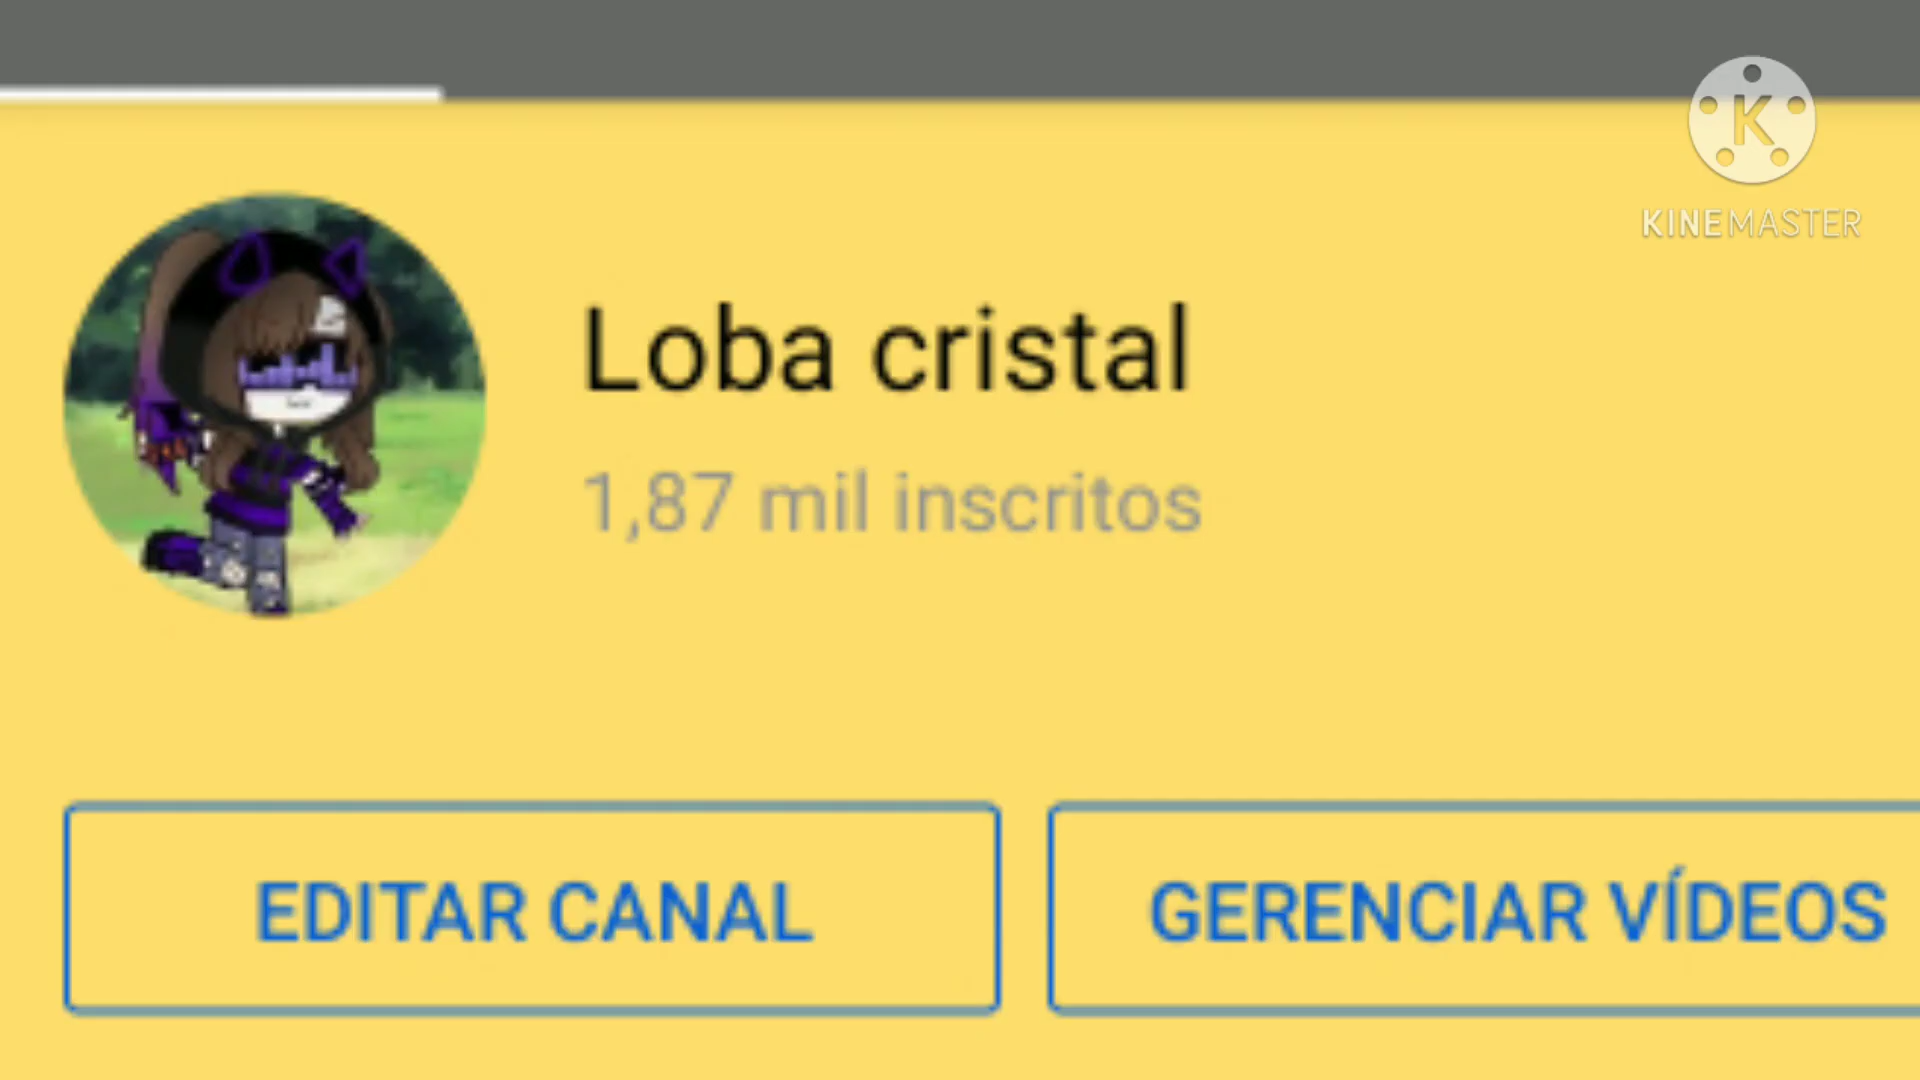 K
KINEMASTER
Loba cristal
1,87 mil inscritos
EDITAR CANAL
GERENCIAR VÍDEOS